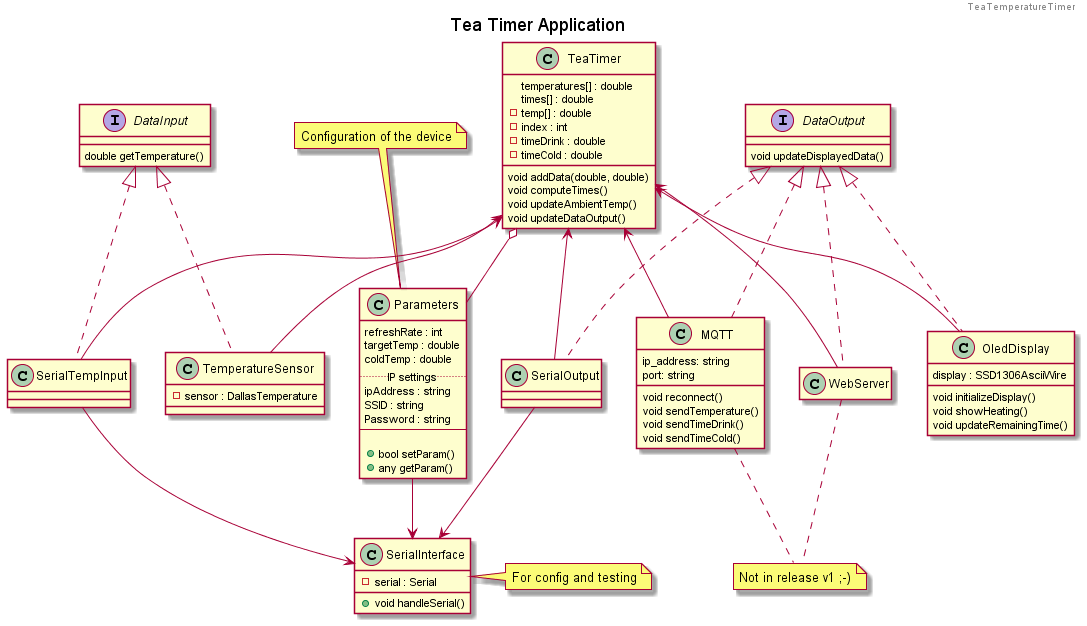 TeaTemperatureTimer
Tea Timer Application
C TeaTimer
temperatures[] : double
times[] : double
temp[] : double
index : int
timeDrink : double
timeCold : double
void addData(double, double)
void computeTimes()
void updateAmbientTemp()
void updateDataOutput()
I DataInput
double getTemperature()
Configuration of the device
I DataOutput
void updateDisplayedData()
C SerialTempInput
C TemperatureSensor
sensor : DallasTemperature
C Parameters
refreshRate : int
targetTemp : double
coldTemp : double
IP settings
ipAddress : string
SSID : string
Password : string
bool setParam()
any getParam()
C SerialOutput
C MQTT
ip_address: string
port: string
void reconnect()
void sendTemperature()
void sendTimeDrink()
void sendTimeCold()
C WebServer
C OledDisplay
display : SSD1306AsciiWire
void initializeDisplay()
void showHeating()
void updateRemainingTime()
C SerialInterface
serial : Serial
void handleSerial()
For config and testing
Not in release v1 ;-)